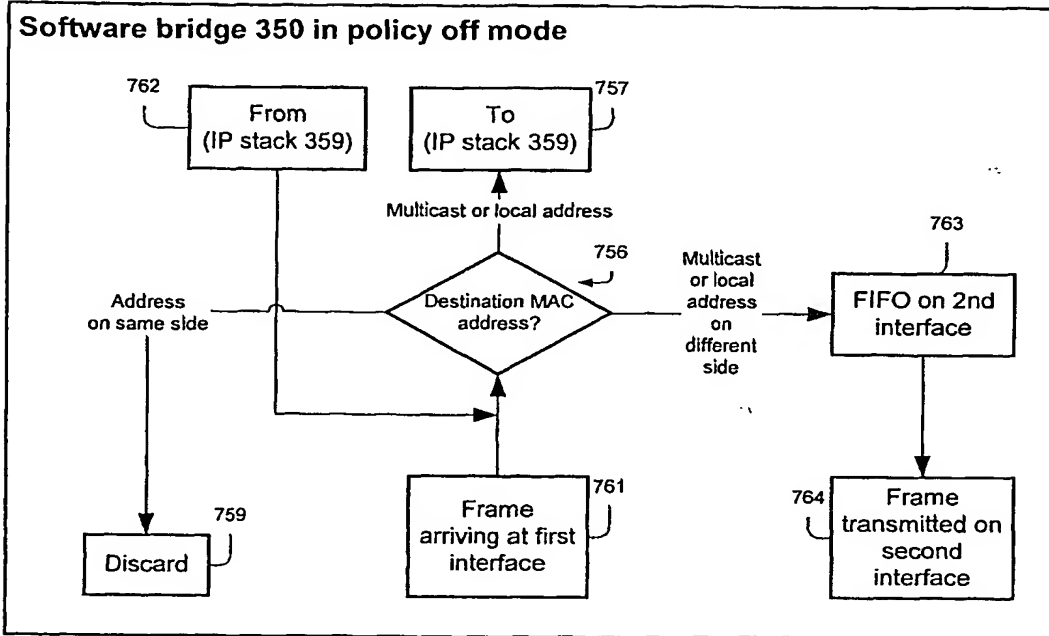 Software bridge 350 in policy off mode
762
From
(IP stack 359)
757
To
(IP stack 359)
Multicast or local address
756
Destination MAC
address?
Address
on same side
Multicast
or local
address
on
different
side
763
FIFO on 2nd
interface
759
Discard
761
Frame
arriving at first
interface
764
Frame
transmitted on
second
interface